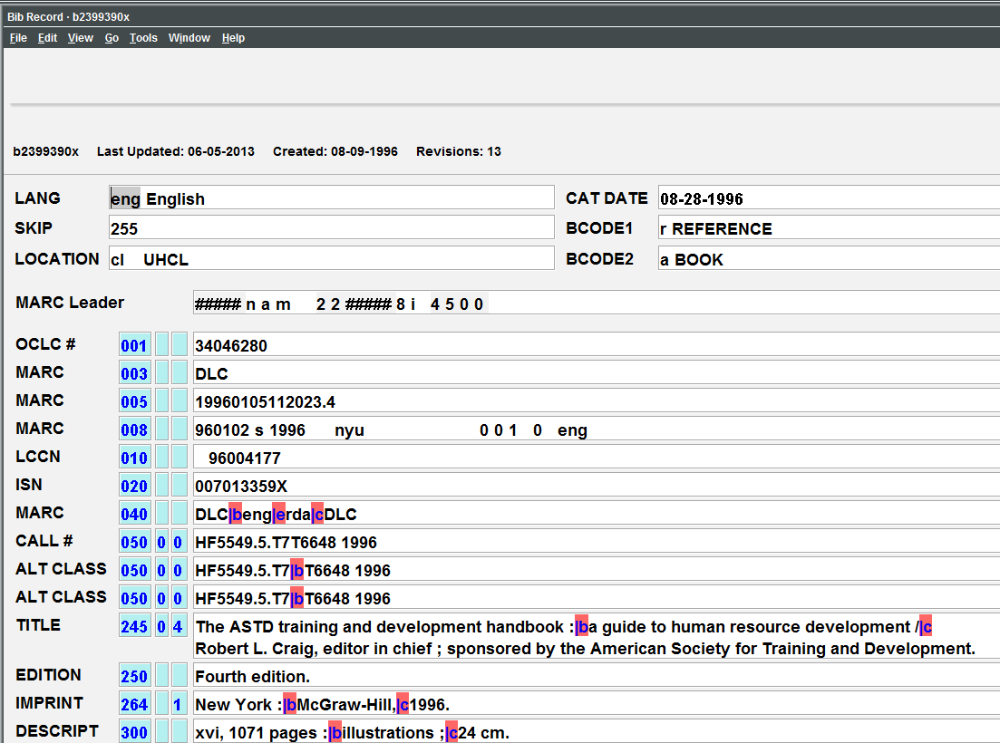 Bib Record · b2399390x
File Edit View Go Tools Window Help
b2399390x Last Updated: 06-05-2013 Created: 08-09-1996 Revisions: 13
LANG eng English CAT DATE 08-28-1996
SKIP 255 BCODE1 r REFERENCE
LOCATION cl UHCL BCODE2 a BOOK
MARC Leader #####nam 22#####8i 4500
OCLC # 001 34046280
MARC 003 DLC
MARC 005 19960105112023.4
MARC 008 960102 s 1996 nyu 0 0 1 0 eng
LCCN 010 96004177
ISN 020 007013359X
MARC 040 DLC|beng|erda|cDLC
CALL # 050 0 0 HF5549.5.T7T6648 1996
ALT CLASS 050 0 0 HF5549.5.T7|bT6648 1996
ALT CLASS 050 0 0 HF5549.5.T7|bT6648 1996
TITLE 245 0 4 The ASTD training and development handbook :|ba guide to human resource development /|c
Robert L. Craig, editor in chief ; sponsored by the American Society for Training and Development.
EDITION 250 Fourth edition.
IMPRINT 264 1 New York :|bMcGraw-Hill,|c1996.
DESCRIPT 300 xvi, 1071 pages :|billustrations ;|c24 cm.